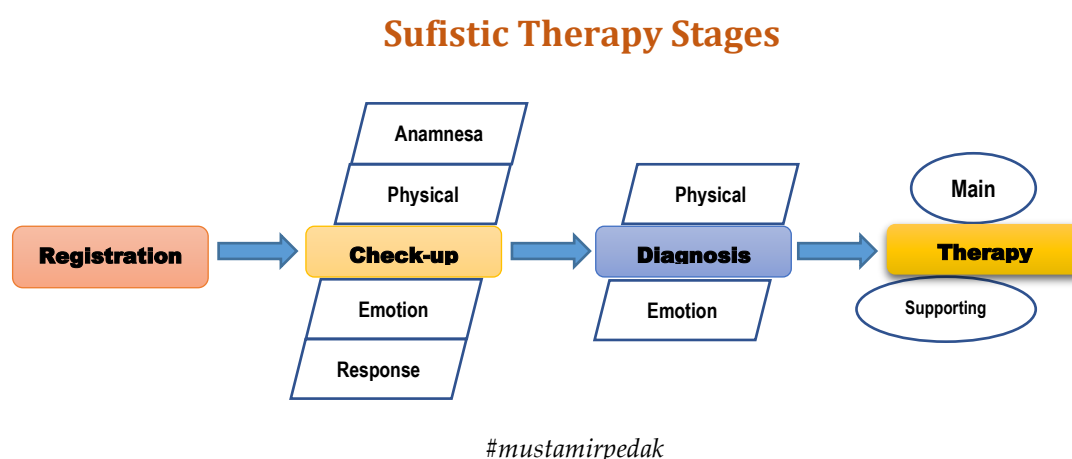 Sufistic Therapy Stages
Anamnesa
Physical
Registration
Check-up
Emotion
Response
Physical
Diagnosis
Emotion
Main
Therapy
Supporting
#mustamirpedak